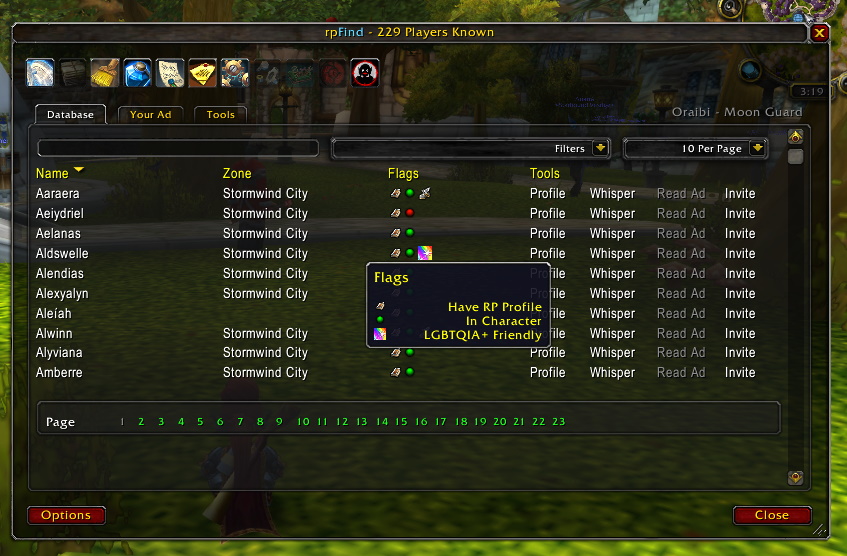 rpFind - 229 Players Known
3:19
Database Your Ad Tools Oraibi - Moon Guard
Filters 10 Per Page
Name Zone Flags Tools
Aaraera Stormwind City Profile Whisper Read Ad Invite
Aeiydriel Stormwind City Profile Whisper Read Ad Invite
Aelanas Stormwind City Profile Whisper Read Ad Invite
Aldswelle Stormwind City Profile Whisper Read Ad Invite
Alendias Stormwind City file Whisper Read Ad Invite
Alexyalyn Stormwind City file Whisper Read Ad Invite
Aleíah file Whisper Read Ad Invite
Alwinn Stormwind City file Whisper Read Ad Invite
Alyviana Stormwind City Profile Whisper Read Ad Invite
Amberre Stormwind City Profile Whisper Read Ad Invite
Flags
Have RP Profile
In Character
LGBTQIA+ Friendly
Page 1 2 3 4 5 6 7 8 9 10 11 12 13 14 15 16 17 18 19 20 21 22 23
Options Close